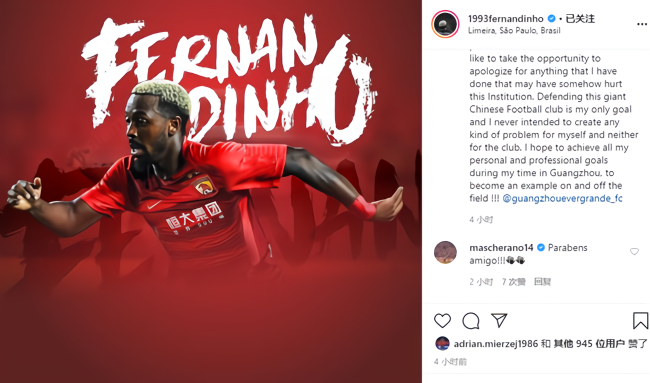 FERNAN
DINHO
恒大集团
1993fernandinho • 已关注
Limeira, São Paulo, Brasil
like to take the opportunity to
apologize for anything that I have
done that may have somehow hurt
this Institution. Defending this giant
Chinese Football club is my only goal
and I never intended to create any
kind of problem for myself and neither
for the club. I hope to achieve all my
personal and professional goals
during my time in Guangzhou, to
become an example on and off the
field !!! @guangzhouevergrande_fc
4 小时
mascherano14 Parabens
amigo!!!
2 小时 7 次赞 回复
adrian.mierzej1986 和 其他 945 位用户 赞了
4 小时前